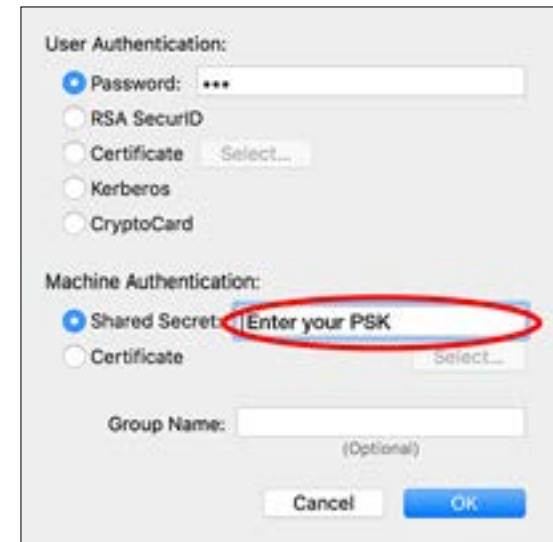 User Authentication:
Password: •••
RSA SecurID
Certificate Select...
Kerberos
CryptoCard
Machine Authentication:
Shared Secret: Enter your PSK
Certificate Select...
Group Name:
(Optional)
Cancel OK